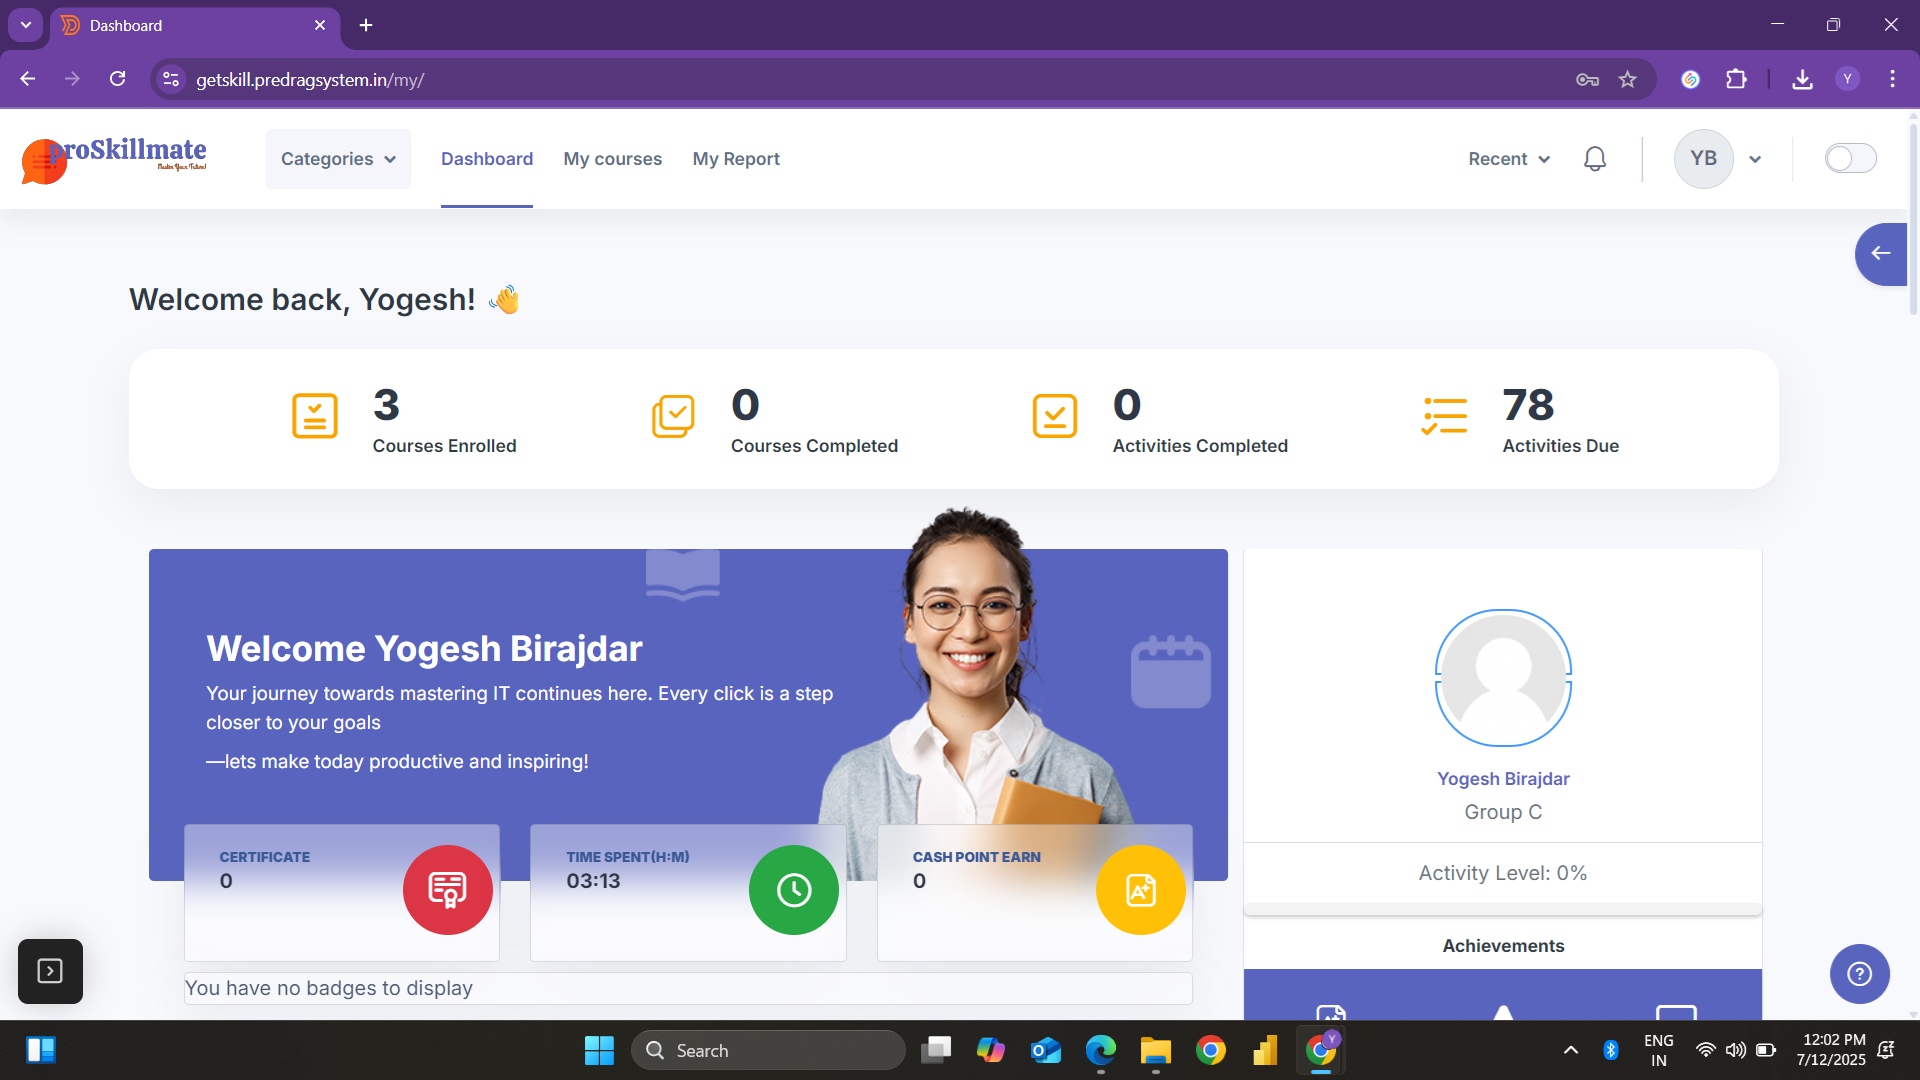 Dashboard
getskill.predragsystem.in/my/
Y
proSkillmate
Master Your Future!
Categories
Dashboard
My courses
My Report
Recent
YB
Welcome back, Yogesh!
3
Courses Enrolled
0
Courses Completed
0
Activities Completed
78
Activities Due
Welcome Yogesh Birajdar
Your journey towards mastering IT continues here. Every click is a step
closer to your goals
—lets make today productive and inspiring!
CERTIFICATE
0
TIME SPENT(H:M)
03:13
CASH POINT EARN
0
You have no badges to display
Yogesh Birajdar
Group C
Activity Level: 0%
Achievements
Search
Y
ENG
IN
12:02 PM
7/12/2025